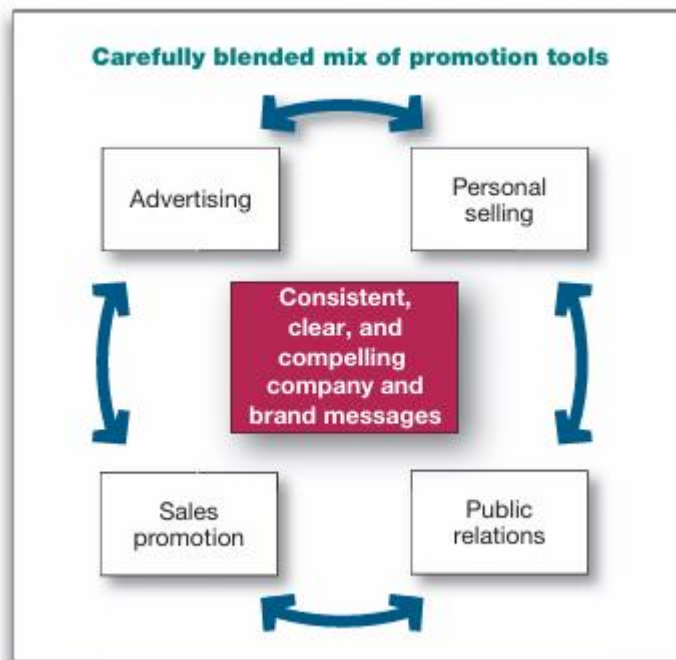 Carefully blended mix of promotion tools
Advertising
Personal
selling
Consistent,
clear, and
compelling
company and
brand messages
Sales
promotion
Public
relations